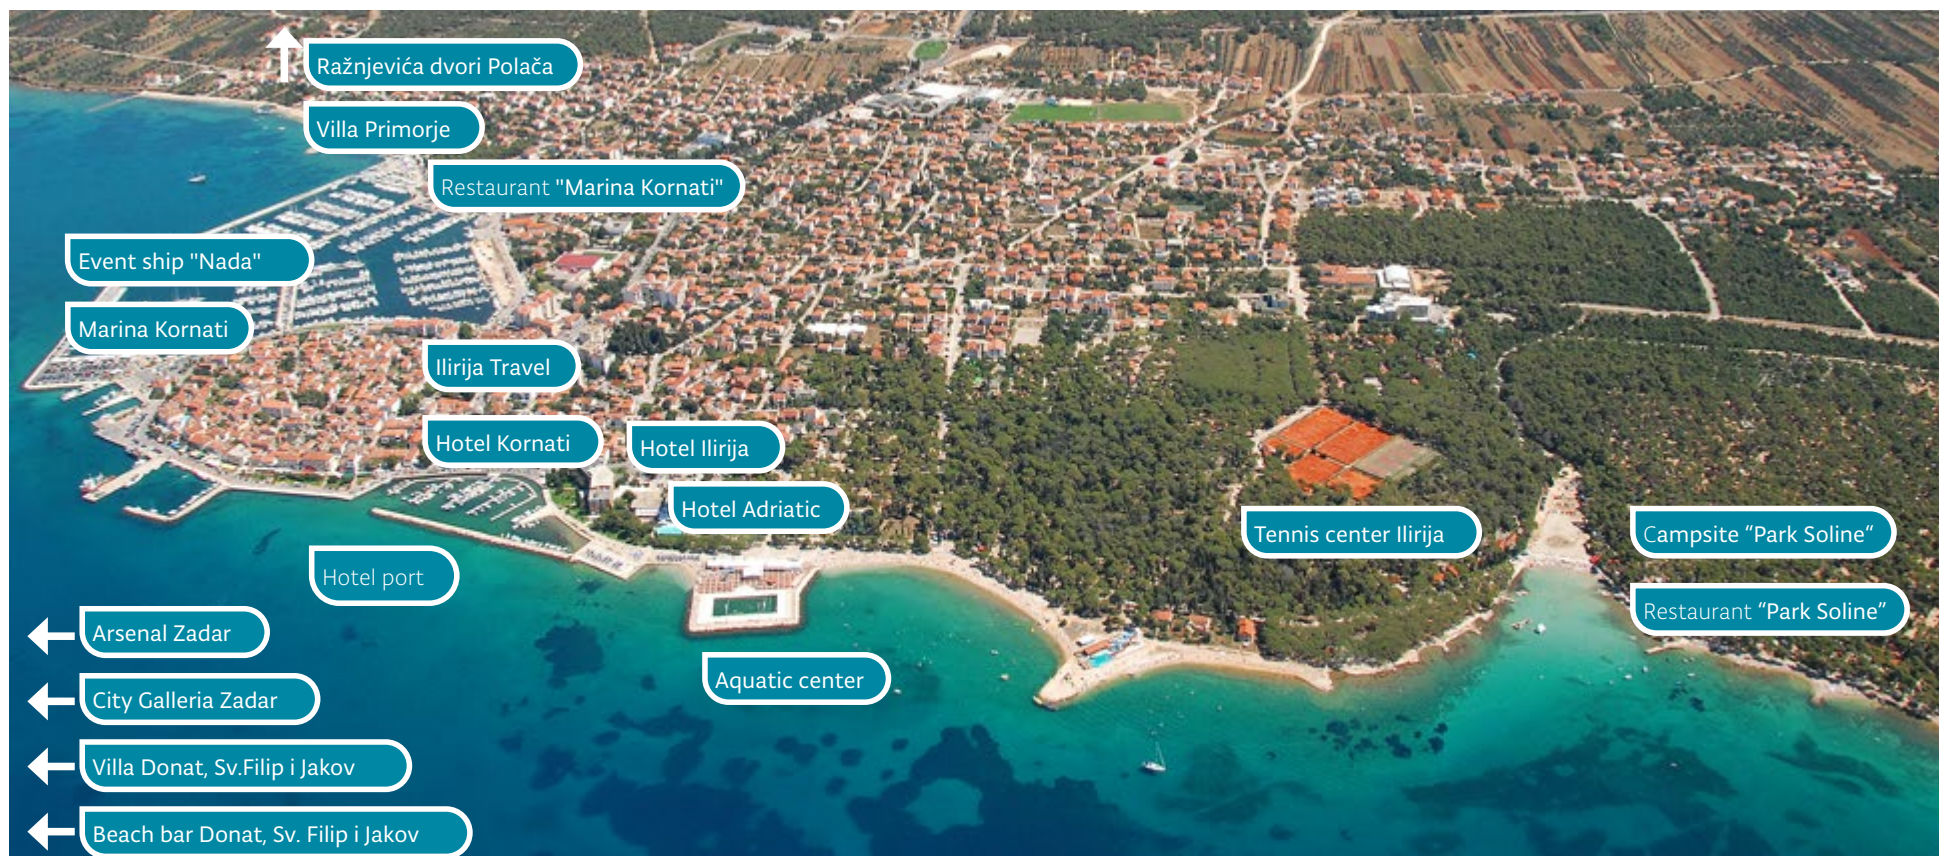 Ražnjevića dvori Polača
Villa Primorje
Restaurant "Marina Kornati"
Event ship "Nada"
Marina Kornati
Ilirija Travel
Hotel Kornati
Hotel Ilirija
Hotel Adriatic
Tennis center Ilirija
Campsite “Park Soline“
Hotel port
Restaurant “Park Soline”
Arsenal Zadar
Aquatic center
City Galleria Zadar
Villa Donat, Sv.Filip i Jakov
Beach bar Donat, Sv. Filip i Jakov